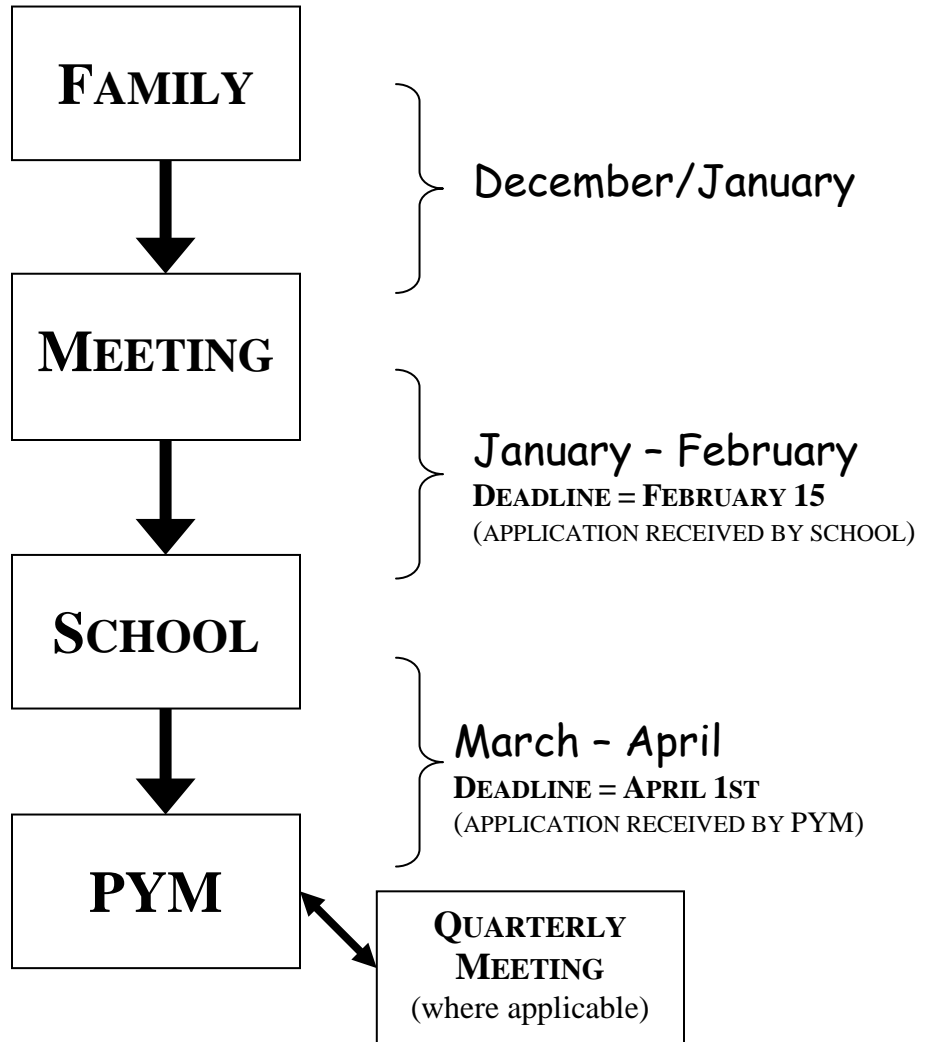 FAMILY
December/January
MEETING
January – February
DEADLINE = FEBRUARY 15
(APPLICATION RECEIVED BY SCHOOL)
SCHOOL
March – April
DEADLINE = APRIL 1ST
(APPLICATION RECEIVED BY PYM)
PYM
QUARTERLY
MEETING
(where applicable)